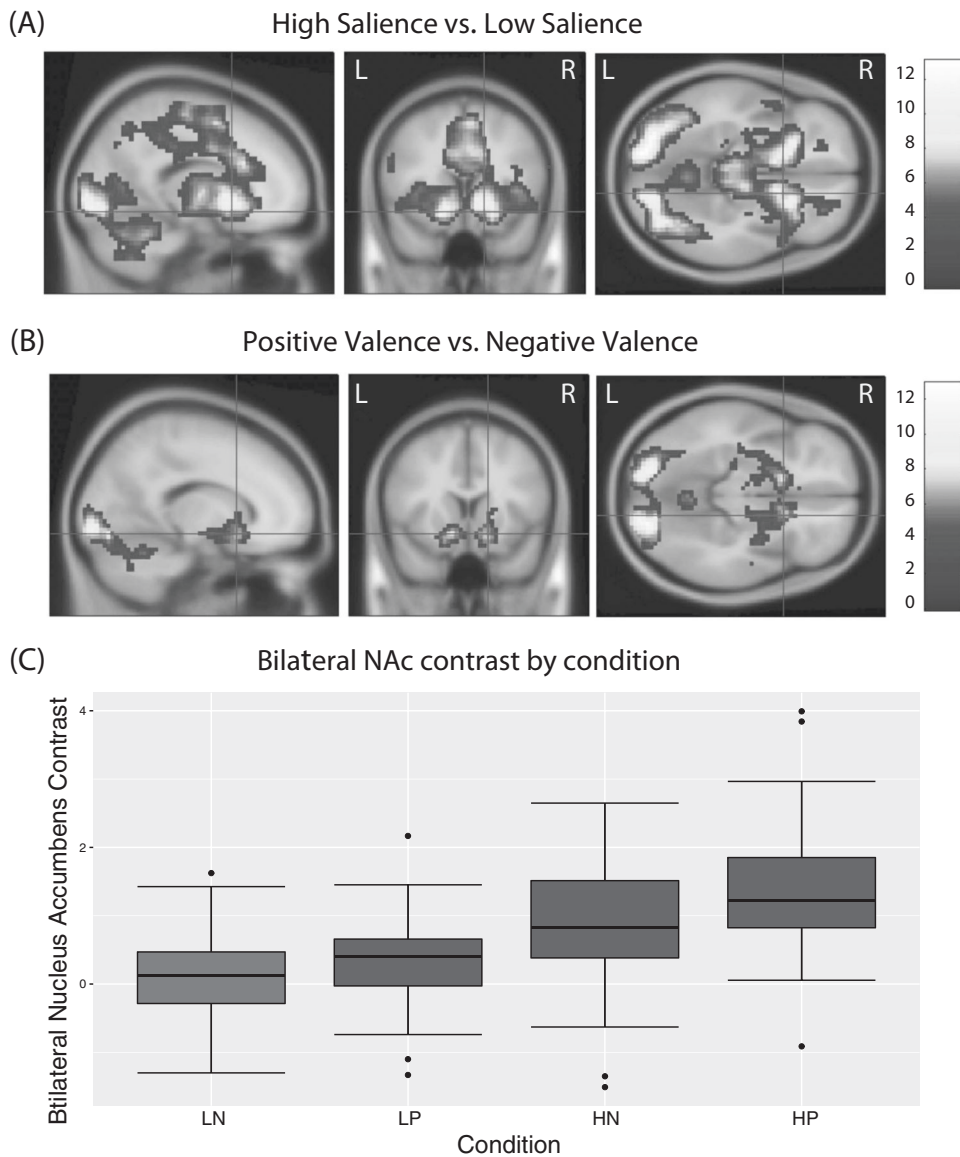 (A) High Salience vs. Low Salience
L R L R
12
10
8
6
4
2
0
(B) Positive Valence vs. Negative Valence
L R L R
12
10
8
6
4
2
0
(C) Bilateral NAc contrast by condition
Btilateral Nucleus Accumbens Contrast
4
2
0
LN LP HN HP
Condition